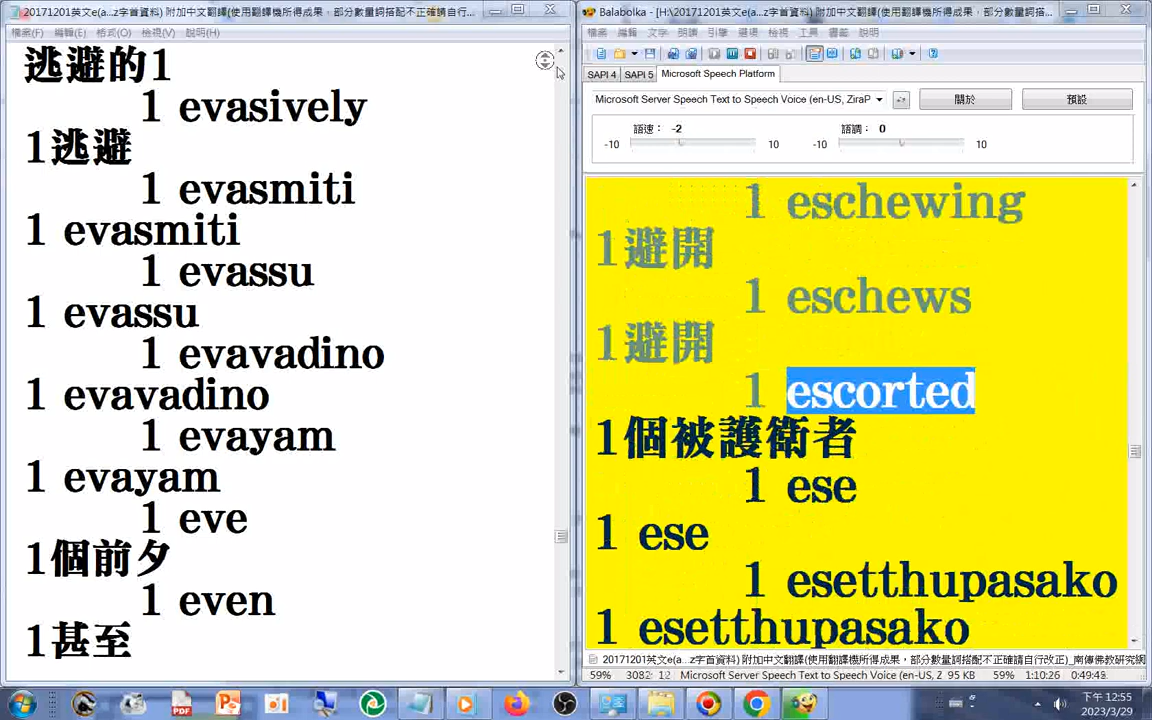 20171201英文e(a...z字首資料) 附加中文翻譯(使用翻譯機所得成果，部分數量詞搭配不正確請自行...
檔案(F) 編輯(E) 格式(O) 檢視(V) 說明(H)
逃避的1
1 evasively
1逃避
1 evasmiti
1 evasmiti
1 evassu
1 evassu
1 evavadino
1 evavadino
1 evayam
1 evayam
1 eve
1個前夕
1 even
1甚至
Balabolka - [H:\20171201英文e(a...z字首資料) 附加中文翻譯(使用翻譯機所得成果，部分數量詞搭配不正確請自...
檔案 編輯 文字 朗讀 引擎 選項 檢視 工具 書籤 說明
SAPI 4 SAPI 5 Microsoft Speech Platform
Microsoft Server Speech Text to Speech Voice (en-US, ZiraP
關於
預設
語速： -2
語調： 0
-10 10 -10 10
1 eschewing
1避開
1 eschews
1避開
1 escorted
1個被護衛者
1 ese
1 ese
1 esetthupasako
1 esetthupasako
20171201英文e(a...z字首資料) 附加中文翻譯(使用翻譯機所得成果，部分數量詞搭配不正確請自行改正)_南傳佛教研究網
59% 3082: 12 Microsoft Server Speech Text to Speech Voice (en-US, Z 95 KB 59% 1:10:26 0:49:48
下午 12:55
2023/3/29